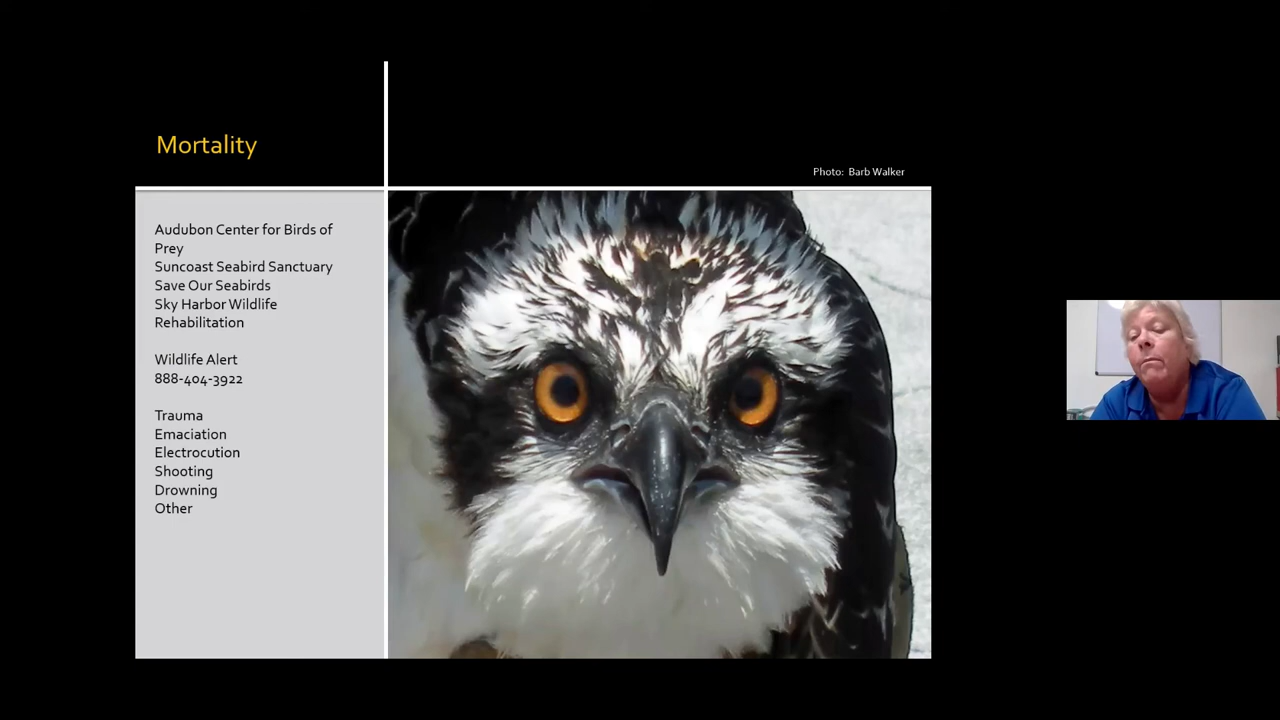 Mortality
Photo: Barb Walker
Audubon Center for Birds of
Prey
Suncoast Seabird Sanctuary
Save Our Seabirds
Sky Harbor Wildlife
Rehabilitation
Wildlife Alert
888-404-3922
Trauma
Emaciation
Electrocution
Shooting
Drowning
Other